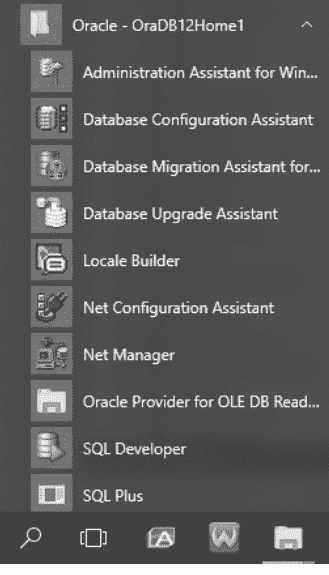 Oracle - OraDB12Home1
Administration Assistant for Win...
Database Configuration Assistant
Database Migration Assistant for...
Database Upgrade Assistant
Locale Builder
Net Configuration Assistant
Net Manager
Oracle Provider for OLE DB Read...
SQL Developer
SQL Plus